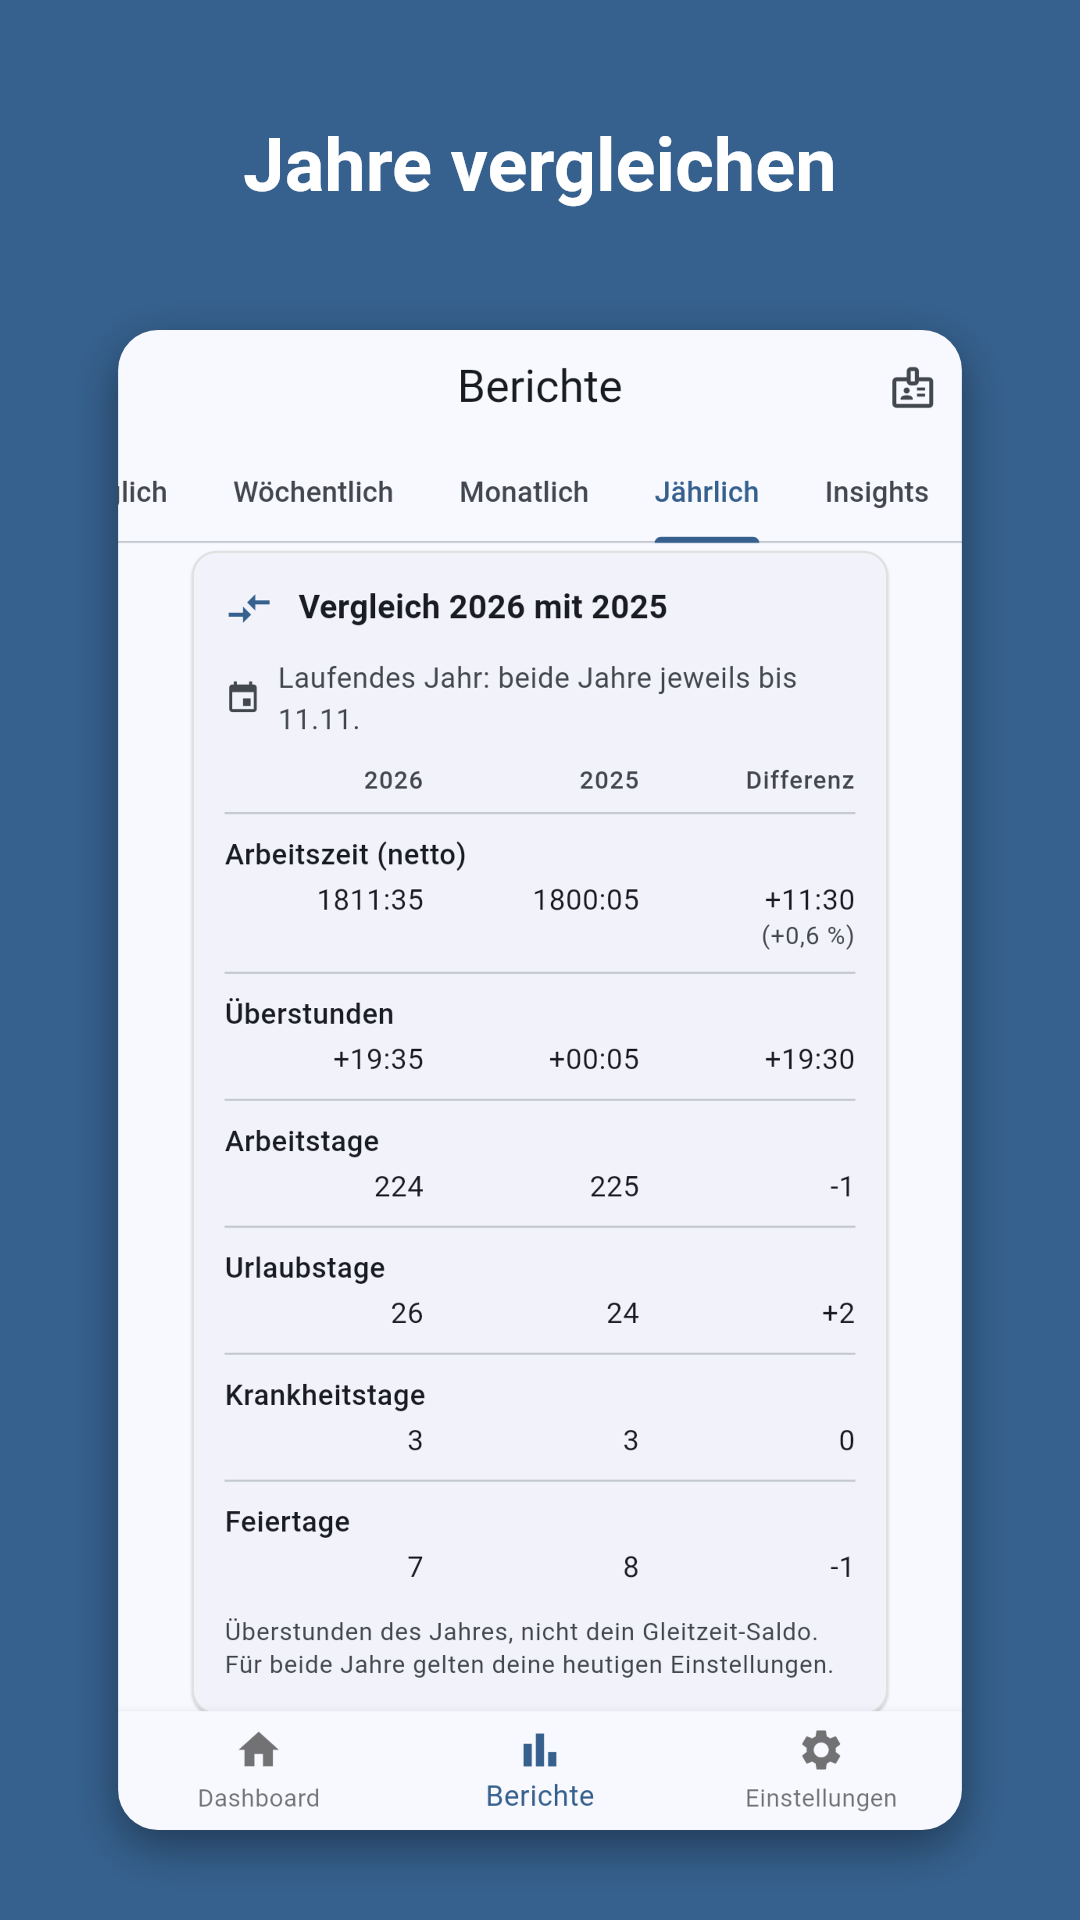 Jahre vergleichen
Berichte
Wöchentlich Monatlich Jährlich Insights
Vergleich 2026 mit 2025
Laufendes Jahr: beide Jahre jeweils bis
11.11.
2026 2025 Differenz
Arbeitszeit (netto)
1811:35 1800:05 +11:30
(+0,6 %)
Überstunden
+19:35 +00:05 +19:30
Arbeitstage
224 225 -1
Urlaubstage
26 24 +2
Krankheitstage
3 3 0
Feiertage
7 8 -1
Überstunden des Jahres, nicht dein Gleitzeit-Saldo.
Für beide Jahre gelten deine heutigen Einstellungen.
Dashboard Berichte Einstellungen